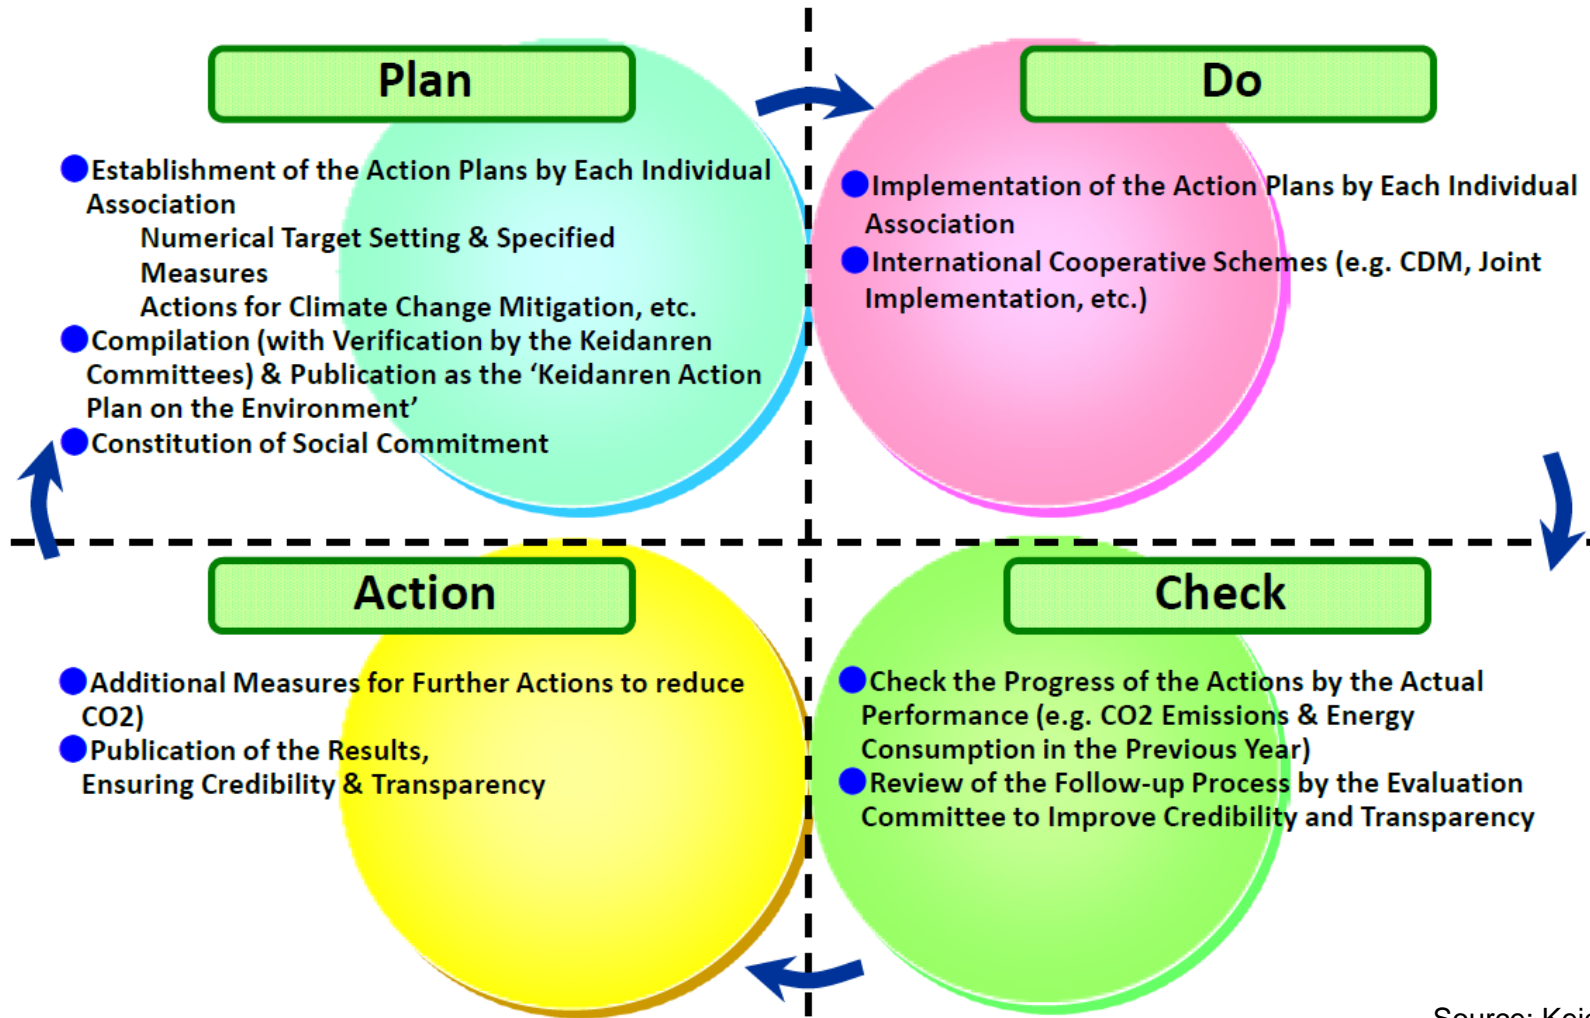 Plan
●Establishment of the Action Plans by Each Individual
Association
Numerical Target Setting & Specified
Measures
Actions for Climate Change Mitigation, etc.
●Compilation (with Verification by the Keidanren
Committees) & Publication as the ‘Keidanren Action
Plan on the Environment’
●Constitution of Social Commitment
Do
●Implementation of the Action Plans by Each Individual
Association
●International Cooperative Schemes (e.g. CDM, Joint
Implementation, etc.)
Action
●Additional Measures for Further Actions to reduce
CO2)
●Publication of the Results,
Ensuring Credibility & Transparency
Check
●Check the Progress of the Actions by the Actual
Performance (e.g. CO2 Emissions & Energy
Consumption in the Previous Year)
●Review of the Follow-up Process by the Evaluation
Committee to Improve Credibility and Transparency
Source: